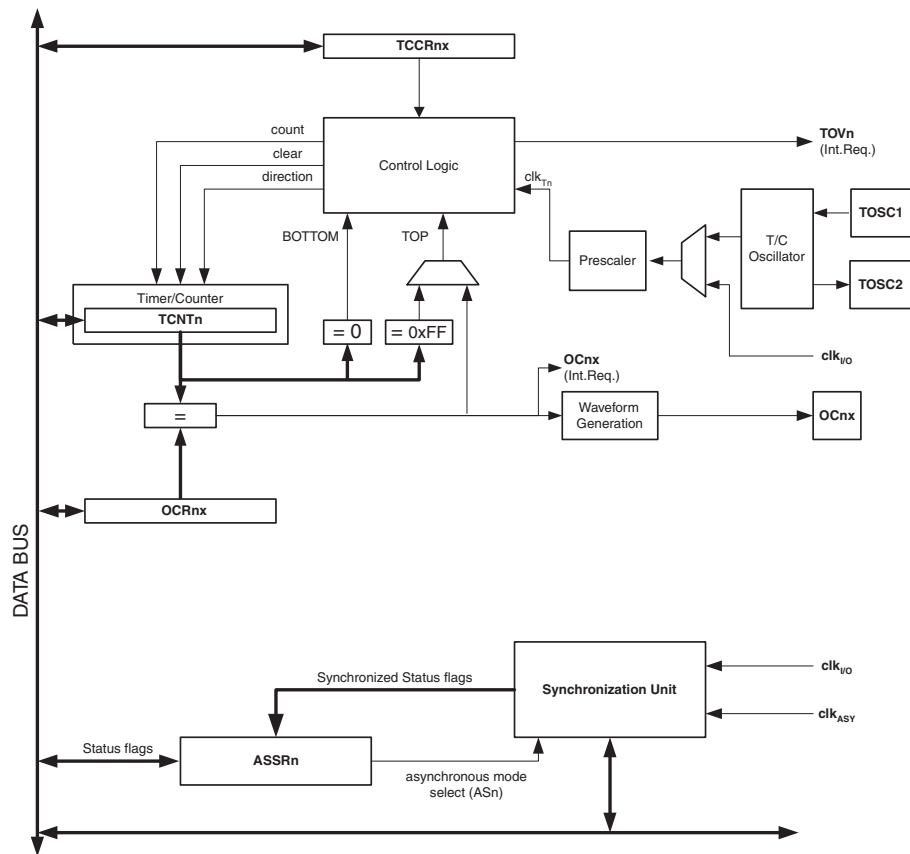 TCCRnx
count
clear
direction
Control Logic
TOVn
(Int.Req.)
clkTn
BOTTOM
TOP
TOSC1
T/C
Oscillator
Prescaler
TOSC2
Timer/Counter
TCNTn
= 0
= 0xFF
OCnx
(Int.Req.)
clkI/O
=
Waveform
Generation
OCnx
OCRnx
DATA BUS
Synchronized Status flags
Synchronization Unit
clkI/O
clkASY
Status flags
ASSRn
asynchronous mode
select (ASn)